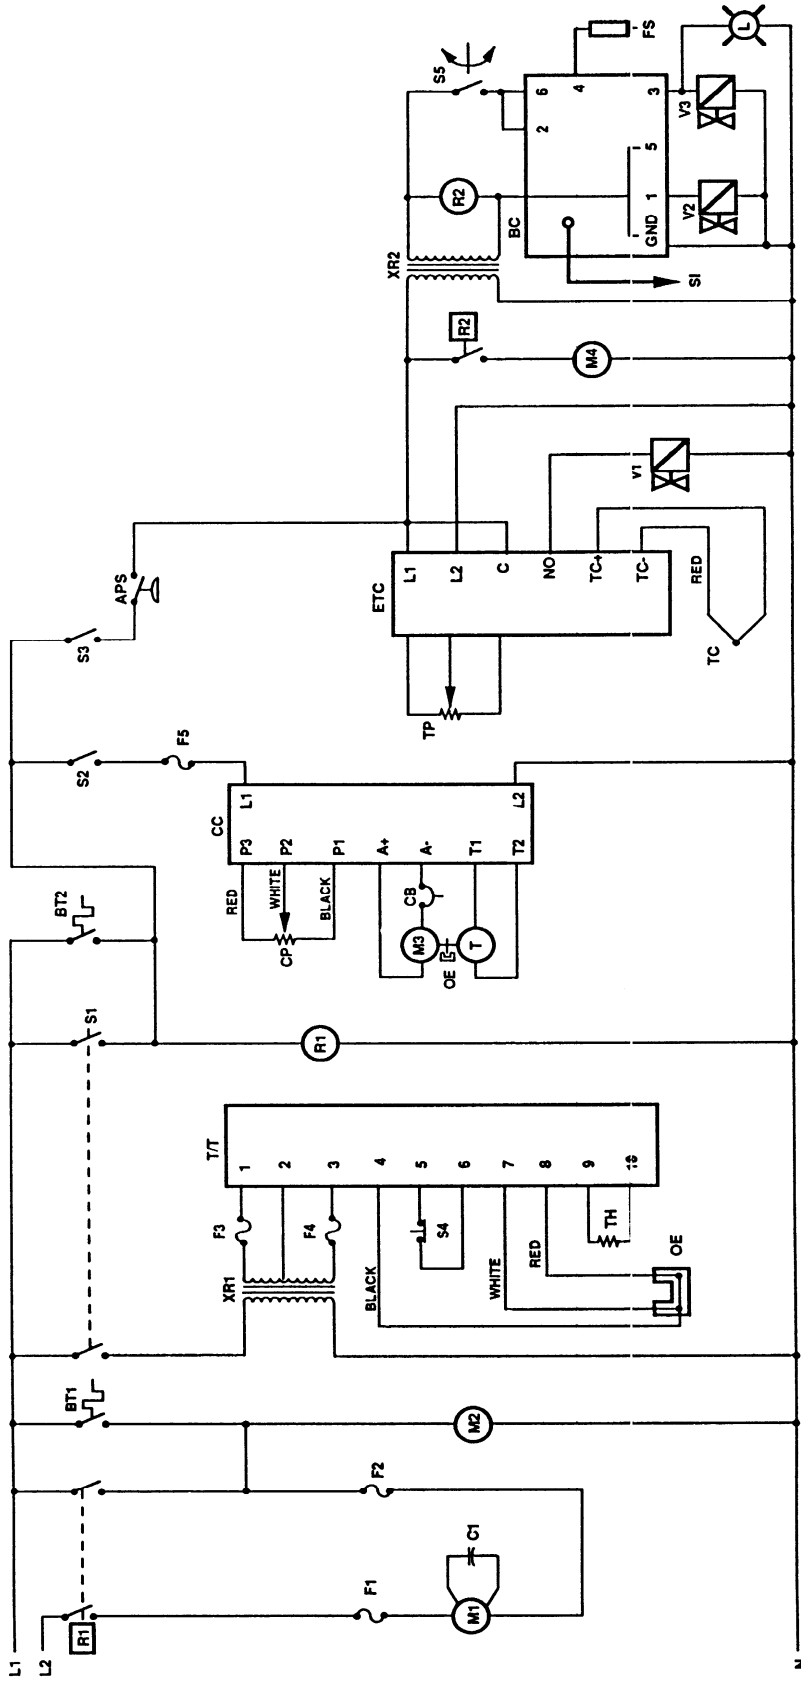 L1
L2
N
R1
F1
M1
C1
F2
BT1
M2
XR1
F3
F4
T/T
1
2
3
4
5
6
7
8
9
10
BLACK
S4
WHITE
RED
TH
OE
S1
R1
BT2
S2
F5
CC
L1
L2
P3
P2
P1
A+
A-
T1
T2
RED
WHITE
BLACK
CP
CB
M3
OE
T
S3
APS
ETC
L1
L2
C
NO
TC+
TC-
TP
RED
TC
V1
R2
M4
XR2
R2
S5
BC
2
6
4
GND
1
5
3
SI
FS
V2
V3
L